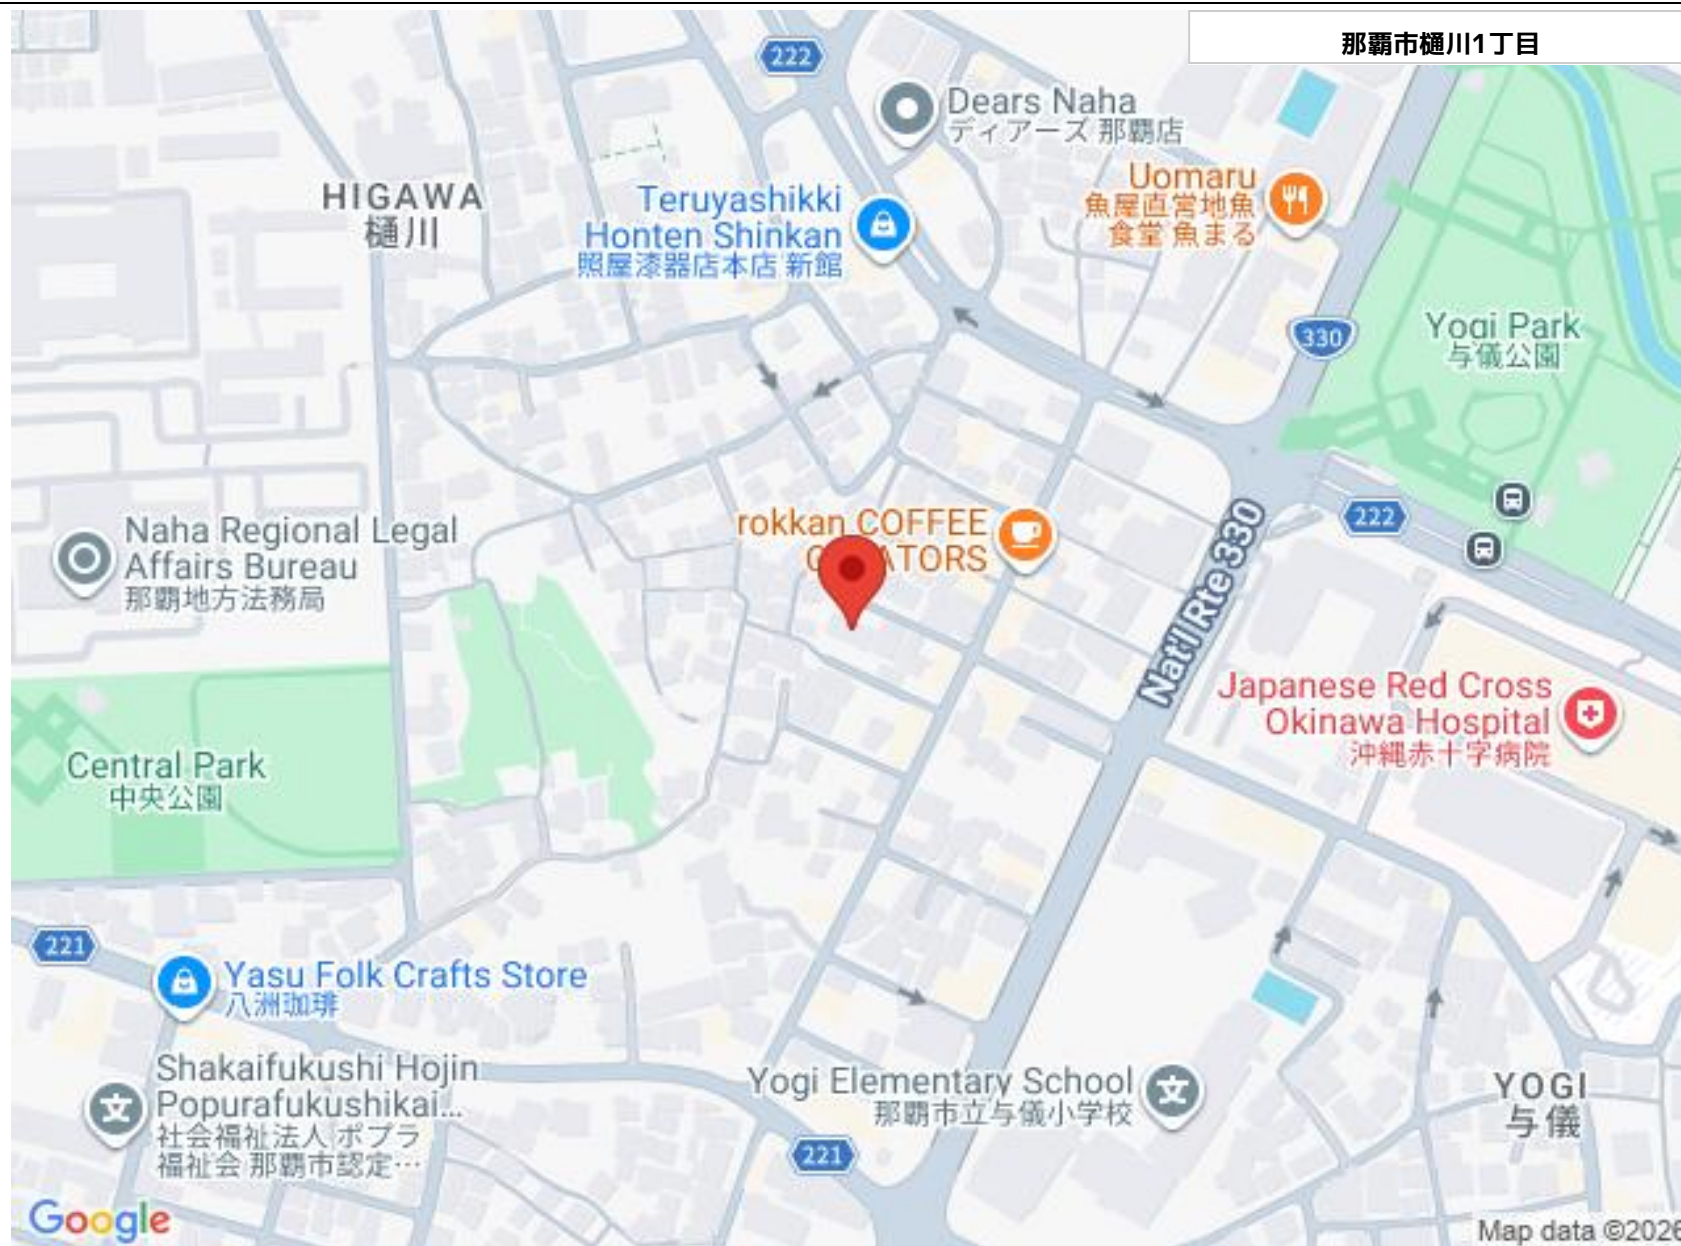 那覇市樋川1丁目
222
Dears Naha
ディアーズ 那覇店
HIGAWA
樋川
Teruyashikki
Honten Shinkan
照屋漆器店本店 新館
Uomaru
魚屋直営地魚
食堂 魚まる
330
Yogi Park
与儀公園
rokkan COFFEE
ATORS
222
Nat'l Rte 330
Naha Regional Legal
Affairs Bureau
那覇地方法務局
Japanese Red Cross
Okinawa Hospital
沖縄赤十字病院
Central Park
中央公園
221
Yasu Folk Crafts Store
八洲珈琲
Shakaifukushi Hojin
Popurafukushikai...
社会福祉法人 ポプラ
福祉会 那覇市認定…
Yogi Elementary School
那覇市立与儀小学校
YOGI
与儀
221
Google
Map data ©2026